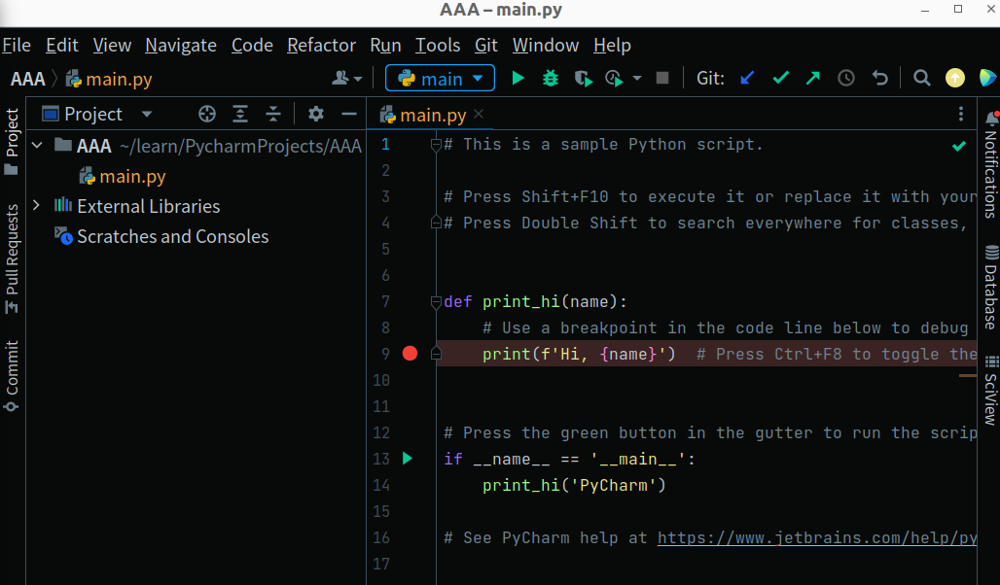 AAA – main.py
File Edit View Navigate Code Refactor Run Tools Git Window Help
AAA main.py main Git:
Project
main.py
Project
Pull Requests
Commit
AAA ~/learn/PycharmProjects/AAA
main.py
External Libraries
Scratches and Consoles
1 # This is a sample Python script.
2
3 # Press Shift+F10 to execute it or replace it with your
4 # Press Double Shift to search everywhere for classes,
5
6
7 def print_hi(name):
8 # Use a breakpoint in the code line below to debug
9 print(f'Hi, {name}') # Press Ctrl+F8 to toggle the
10
11
12 # Press the green button in the gutter to run the scrip
13 if __name__ == '__main__':
14 print_hi('PyCharm')
15
16 # See PyCharm help at https://www.jetbrains.com/help/py
17
Notifications
Database
SciView